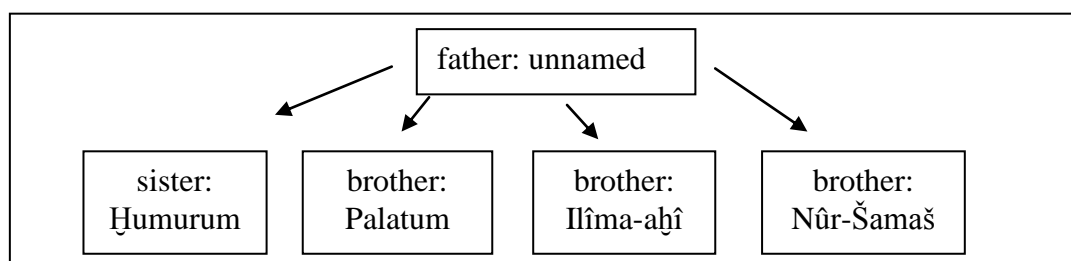 father: unnamed
sister:
Ḫumurum
brother:
Palatum
brother:
Ilîma-aḫî
brother:
Nûr-Šamaš